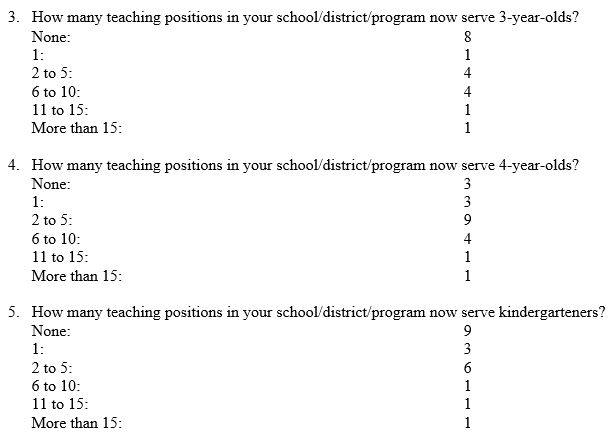 3. How many teaching positions in your school/district/program now serve 3-year-olds?
None: 8
1: 1
2 to 5: 4
6 to 10: 4
11 to 15: 1
More than 15: 1
4. How many teaching positions in your school/district/program now serve 4-year-olds?
None: 3
1: 3
2 to 5: 9
6 to 10: 4
11 to 15: 1
More than 15: 1
5. How many teaching positions in your school/district/program now serve kindergarteners?
None: 9
1: 3
2 to 5: 6
6 to 10: 1
11 to 15: 1
More than 15: 1